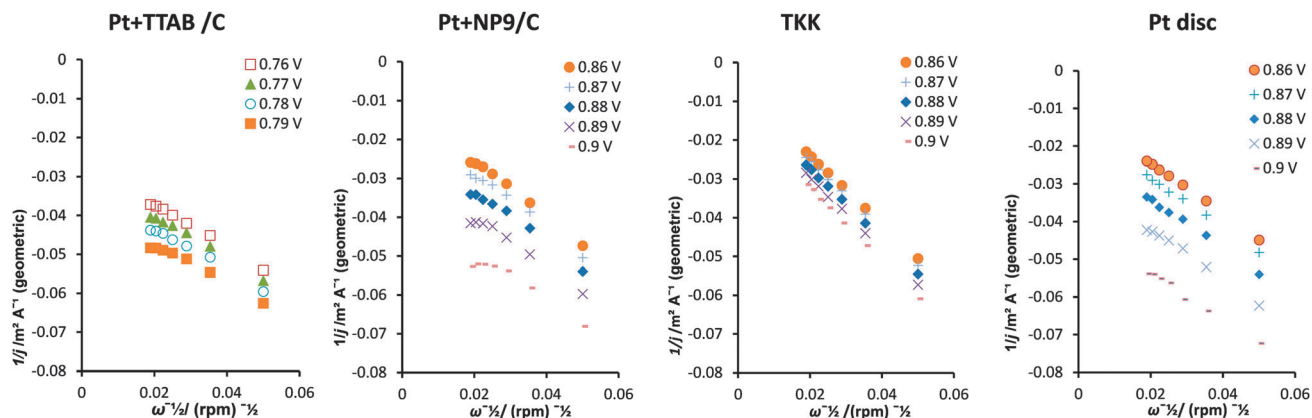 Pt+TTAB /C
Pt+NP9/C
TKK
Pt disc
0
-0.01
-0.02
-0.03
-0.04
-0.05
-0.06
-0.07
-0.08
0.76 V
0.77 V
0.78 V
0.79 V
1/j /m² A⁻¹ (geometric)
0.00 0.02 0.04 0.06
ω⁻½/ (rpm) ⁻½
0
-0.01
-0.02
-0.03
-0.04
-0.05
-0.06
-0.07
-0.08
0.86 V
0.87 V
0.88 V
0.89 V
0.9 V
1/j /m² A⁻¹ (geometric)
0.00 0.02 0.04 0.06
ω⁻½/ (rpm) ⁻½
0
-0.01
-0.02
-0.03
-0.04
-0.05
-0.06
-0.07
-0.08
0.86 V
0.87 V
0.88 V
0.89 V
0.9 V
1/j /m² A⁻¹ (geometric)
0.00 0.02 0.04 0.06
ω⁻½ /(rpm) ⁻½
0
-0.01
-0.02
-0.03
-0.04
-0.05
-0.06
-0.07
-0.08
0.86 V
0.87 V
0.88 V
0.89 V
0.9 V
1/j /m² A⁻¹ (geometric)
0.00 0.02 0.04 0.06
ω⁻½/ (rpm) ⁻½